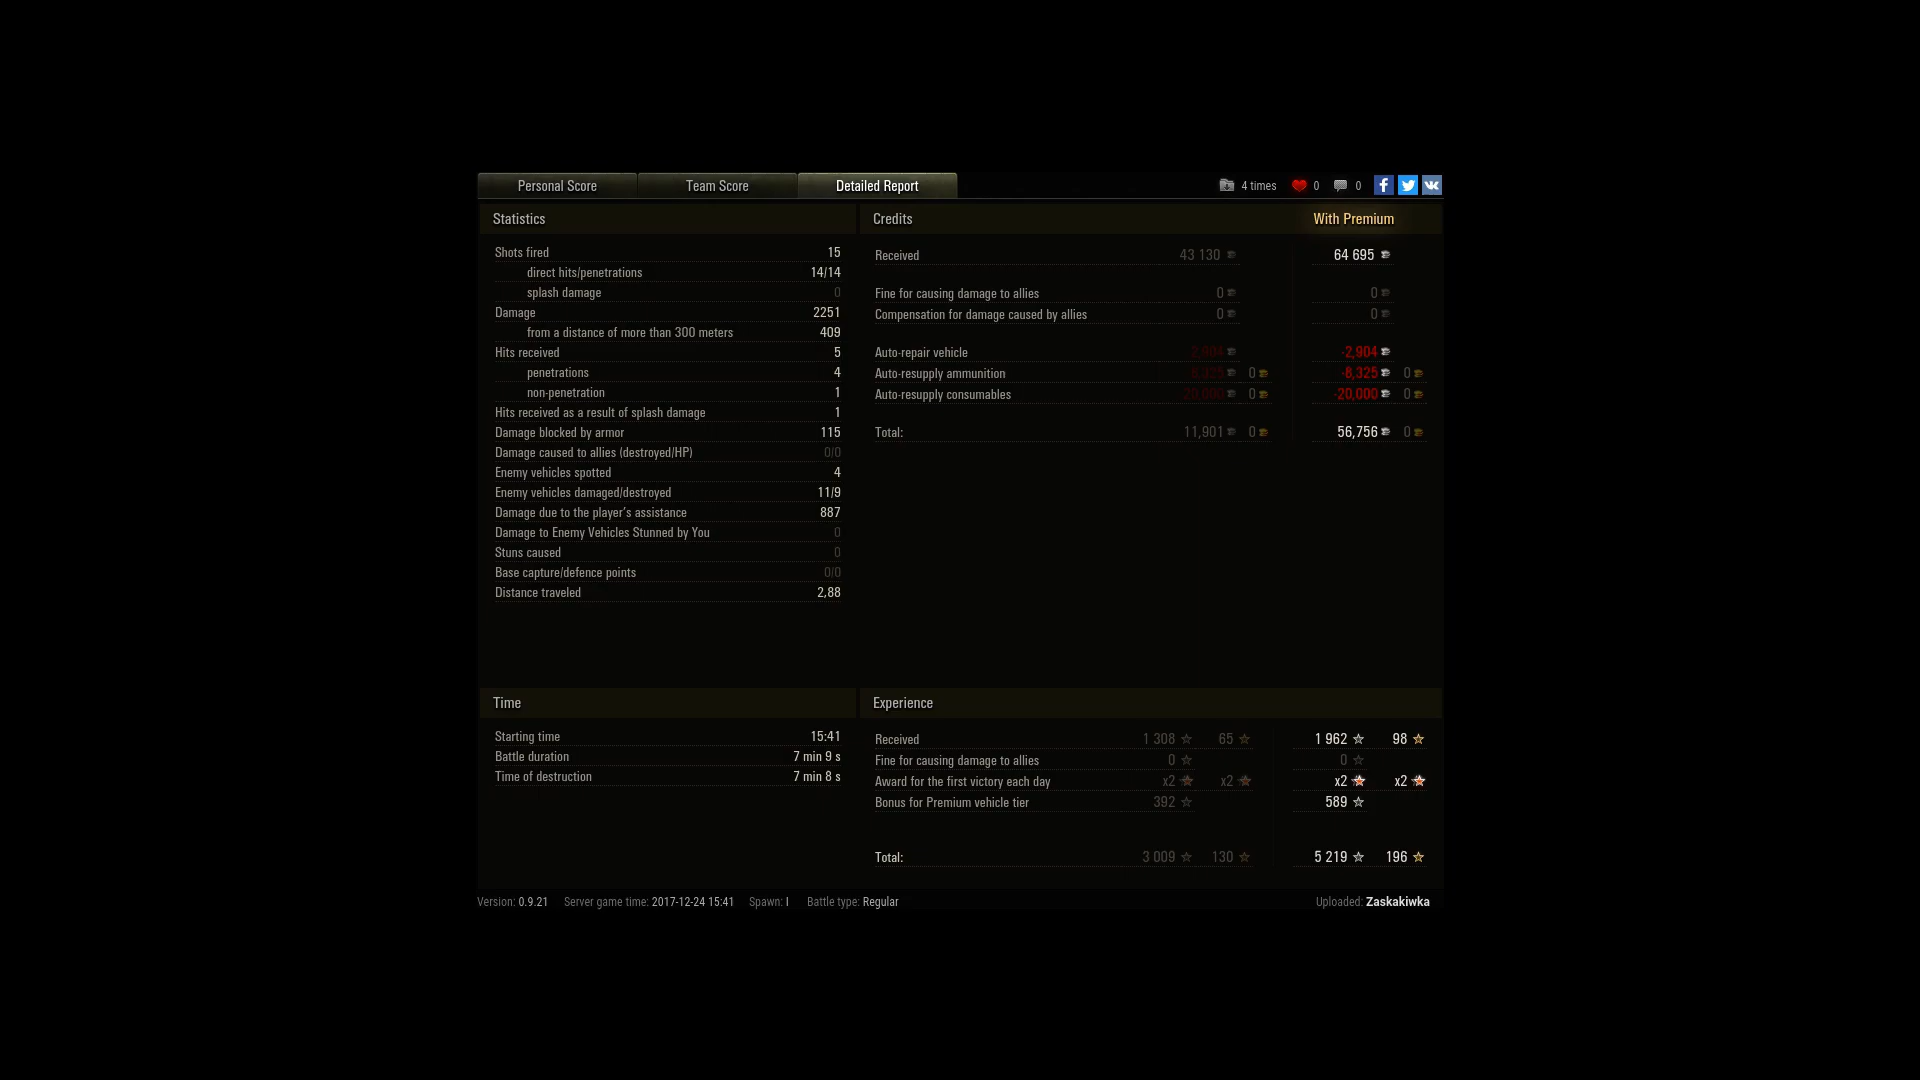 Personal Score Team Score Detailed Report 4 times 0 0
Statistics
Shots fired 15
direct hits/penetrations 14/14
splash damage 0
Damage 2251
from a distance of more than 300 meters 409
Hits received 5
penetrations 4
non-penetration 1
Hits received as a result of splash damage 1
Damage blocked by armor 115
Damage caused to allies (destroyed/HP) 0/0
Enemy vehicles spotted 4
Enemy vehicles damaged/destroyed 11/9
Damage due to the player's assistance 887
Damage to Enemy Vehicles Stunned by You 0
Stuns caused 0
Base capture/defence points 0/0
Distance traveled 2,88
Credits With Premium
Received 43 130 64 695
Fine for causing damage to allies 0 0
Compensation for damage caused by allies 0 0
Auto-repair vehicle 2,904 -2,904
Auto-resupply ammunition 8,325 0 -8,325 0
Auto-resupply consumables 20,000 0 -20,000 0
Total: 11,901 0 56,756 0
Time
Starting time 15:41
Battle duration 7 min 9 s
Time of destruction 7 min 8 s
Experience
Received 1 308 65 1 962 98
Fine for causing damage to allies 0 0
Award for the first victory each day x2 x2 x2 x2
Bonus for Premium vehicle tier 392 589
Total: 3 009 130 5 219 196
Version: 0.9.21 Server game time: 2017-12-24 15:41 Spawn: I Battle type: Regular Uploaded: Zaskakiwka